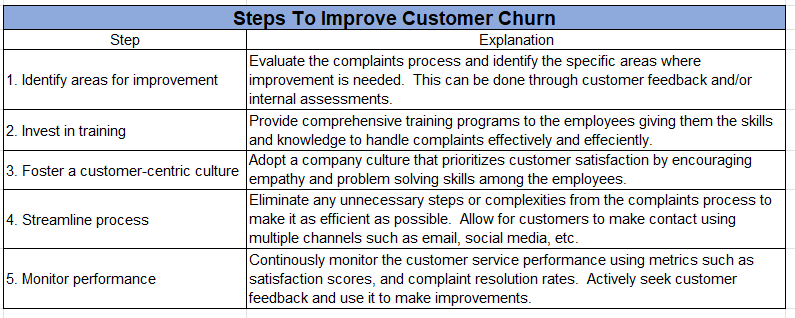 Steps To Improve Customer Churn
Step
Explanation
1. Identify areas for improvement
Evaluate the complaints process and identify the specific areas where
improvement is needed.  This can be done through customer feedback and/or
internal assessments.
2. Invest in training
Provide comprehensive training programs to the employees giving them the skills
and knowledge to handle complaints effectively and effeciently.
3. Foster a customer-centric culture
Adopt a company culture that prioritizes customer satisfaction by encouraging
empathy and problem solving skills among the employees.
4. Streamline process
Eliminate any unnecessary steps or complexities from the complaints process to
make it as efficient as possible.  Allow for customers to make contact using
multiple channels such as email, social media, etc.
5. Monitor performance
Continously monitor the customer service performance using metrics such as
satisfaction scores, and complaint resolution rates.  Actively seek customer
feedback and use it to make improvements.